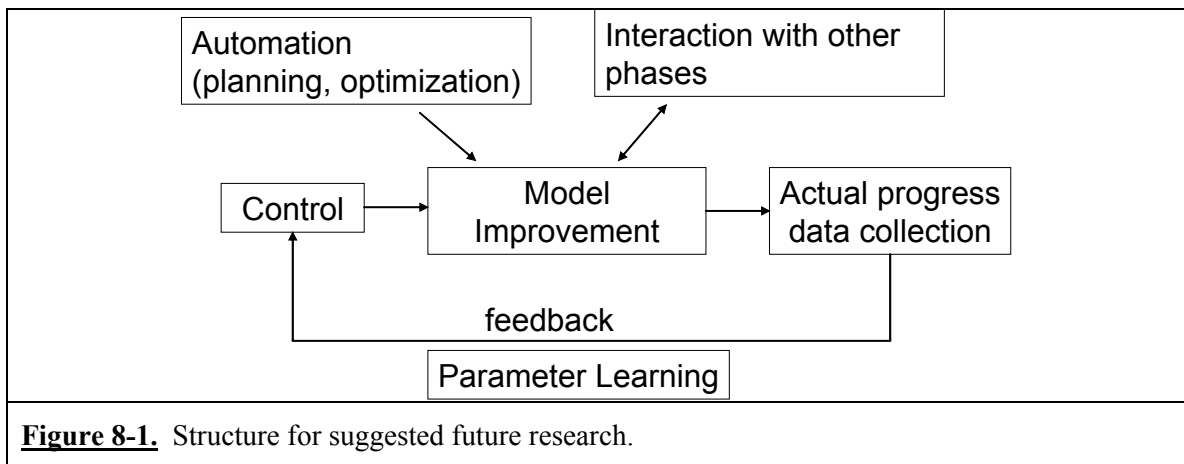 Automation
(planning, optimization)
Interaction with other
phases
Control
Model
Improvement
Actual progress
data collection
feedback
Parameter Learning
Figure 8-1. Structure for suggested future research.